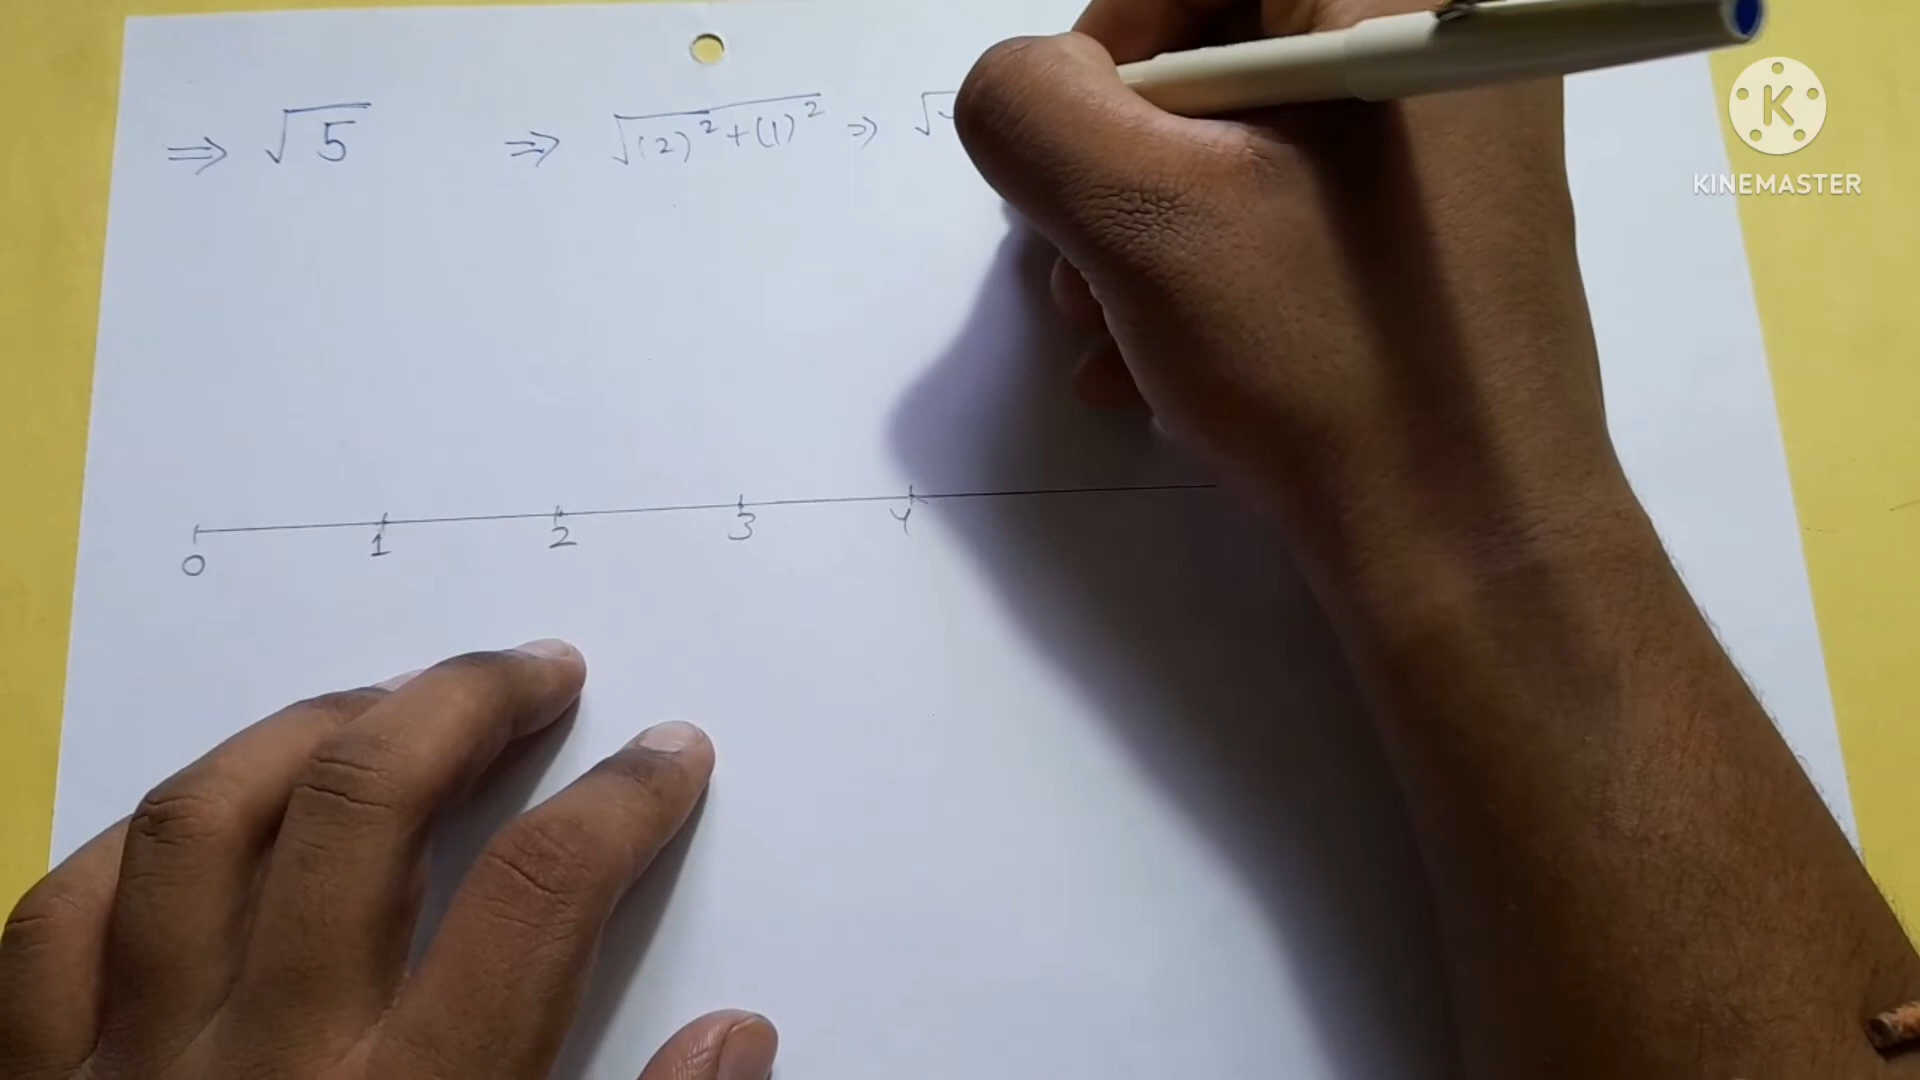 ⇒ √5 ⇒ √(2)²+(1)² ⇒ √
0 1 2 3 4
K
KINEMASTER